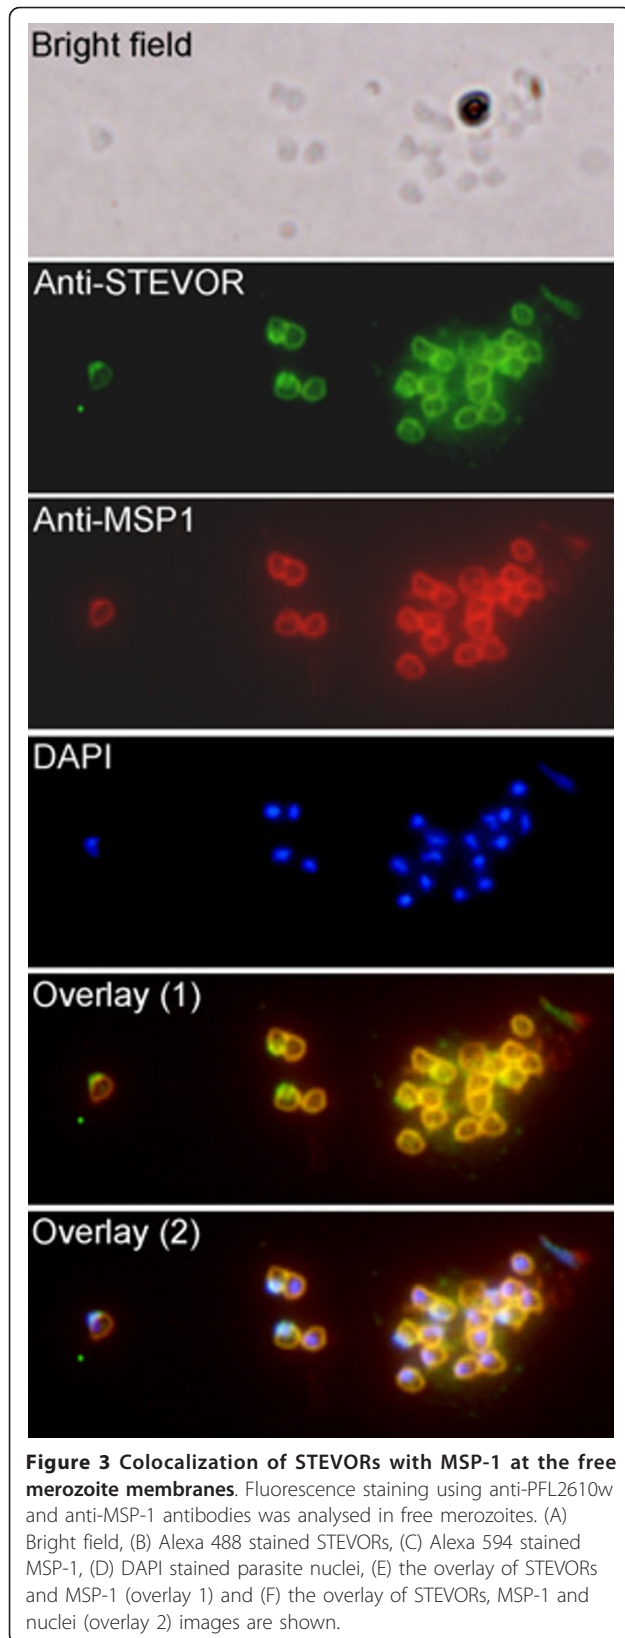 Bright field
Anti-STEVOR
Anti-MSP1
DAPI
Overlay (1)
Overlay (2)
Figure 3 Colocalization of STEVORs with MSP-1 at the free
merozoite membranes. Fluorescence staining using anti-PFL2610w
and anti-MSP-1 antibodies was analysed in free merozoites. (A)
Bright field, (B) Alexa 488 stained STEVORs, (C) Alexa 594 stained
MSP-1, (D) DAPI stained parasite nuclei, (E) the overlay of STEVORs
and MSP-1 (overlay 1) and (F) the overlay of STEVORs, MSP-1 and
nuclei (overlay 2) images are shown.